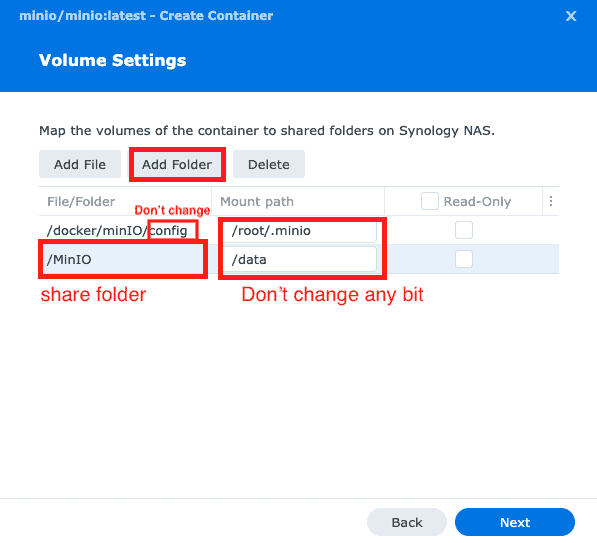 minio/minio:latest - Create Container
Volume Settings
Map the volumes of the container to shared folders on Synology NAS.
Add File Add Folder Delete
File/Folder Mount path Read-Only
Don't change
/docker/minIO/config /root/.minio
/MinIO /data
share folder Don't change any bit
Back Next